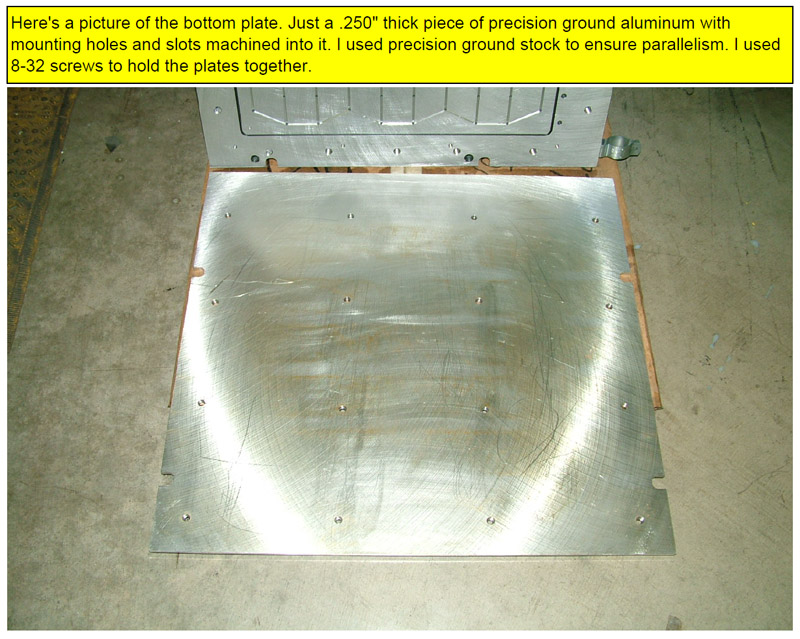 Here's a picture of the bottom plate. Just a .250" thick piece of precision ground aluminum with
mounting holes and slots machined into it. I used precision ground stock to ensure parallelism. I used
8-32 screws to hold the plates together.